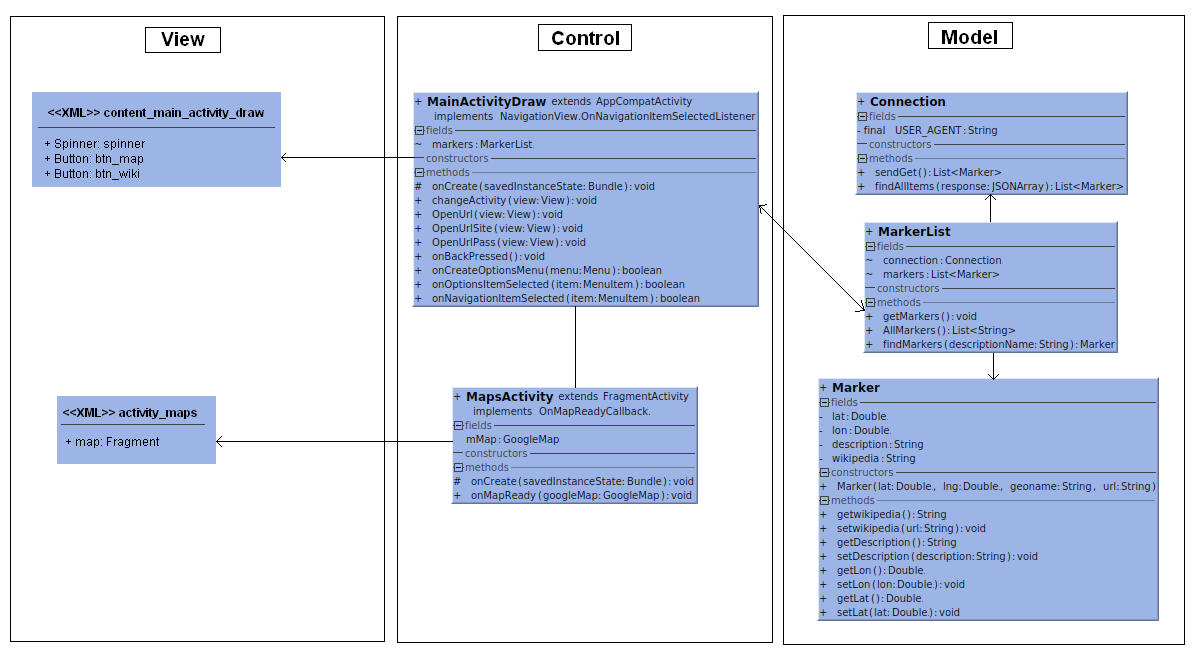 View
<<XML>> content_main_activity_draw
+ Spinner: spinner
+ Button: btn_map
+ Button: btn_wiki
<<XML>> activity_maps
+ map: Fragment
Control
+ MainActivityDraw extends AppCompatActivity
implements NavigationView.OnNavigationItemSelectedListener
fields
~ markers:MarkerList
constructors
methods
# onCreate(savedInstanceState:Bundle):void
+ changeActivity(view:View):void
+ OpenUrl(view:View):void
+ OpenUrlSite(view:View):void
+ OpenUrlPass(view:View):void
+ onBackPressed():void
+ onCreateOptionsMenu(menu:Menu):boolean
+ onOptionsItemSelected(item:MenuItem):boolean
+ onNavigationItemSelected(item:MenuItem):boolean
+ MapsActivity extends FragmentActivity
implements OnMapReadyCallback.
fields
mMap:GoogleMap
constructors
methods
# onCreate(savedInstanceState:Bundle):void
+ onMapReady(googleMap:GoogleMap):void
Model
+ Connection
fields
- final USER_AGENT:String
constructors
methods
+ sendGet():List<Marker>
+ findAllItems(response:JSONArray):List<Marker>
+ MarkerList
fields
~ connection:Connection
~ markers:List<Marker>
constructors
methods
+ getMarkers():void
+ AllMarkers():List<String>
+ findMarkers(descriptionName:String):Marker
+ Marker
fields
- lat:Double.
- lon:Double.
- description:String
- wikipedia:String
constructors
+ Marker(lat:Double., lng:Double., geoname:String, url:String)
methods
+ getwikipedia():String
+ setwikipedia(url:String):void
+ getDescription():String
+ setDescription(description:String):void
+ getLon():Double.
+ setLon(lon:Double.):void
+ getLat():Double.
+ setLat(lat:Double.):void